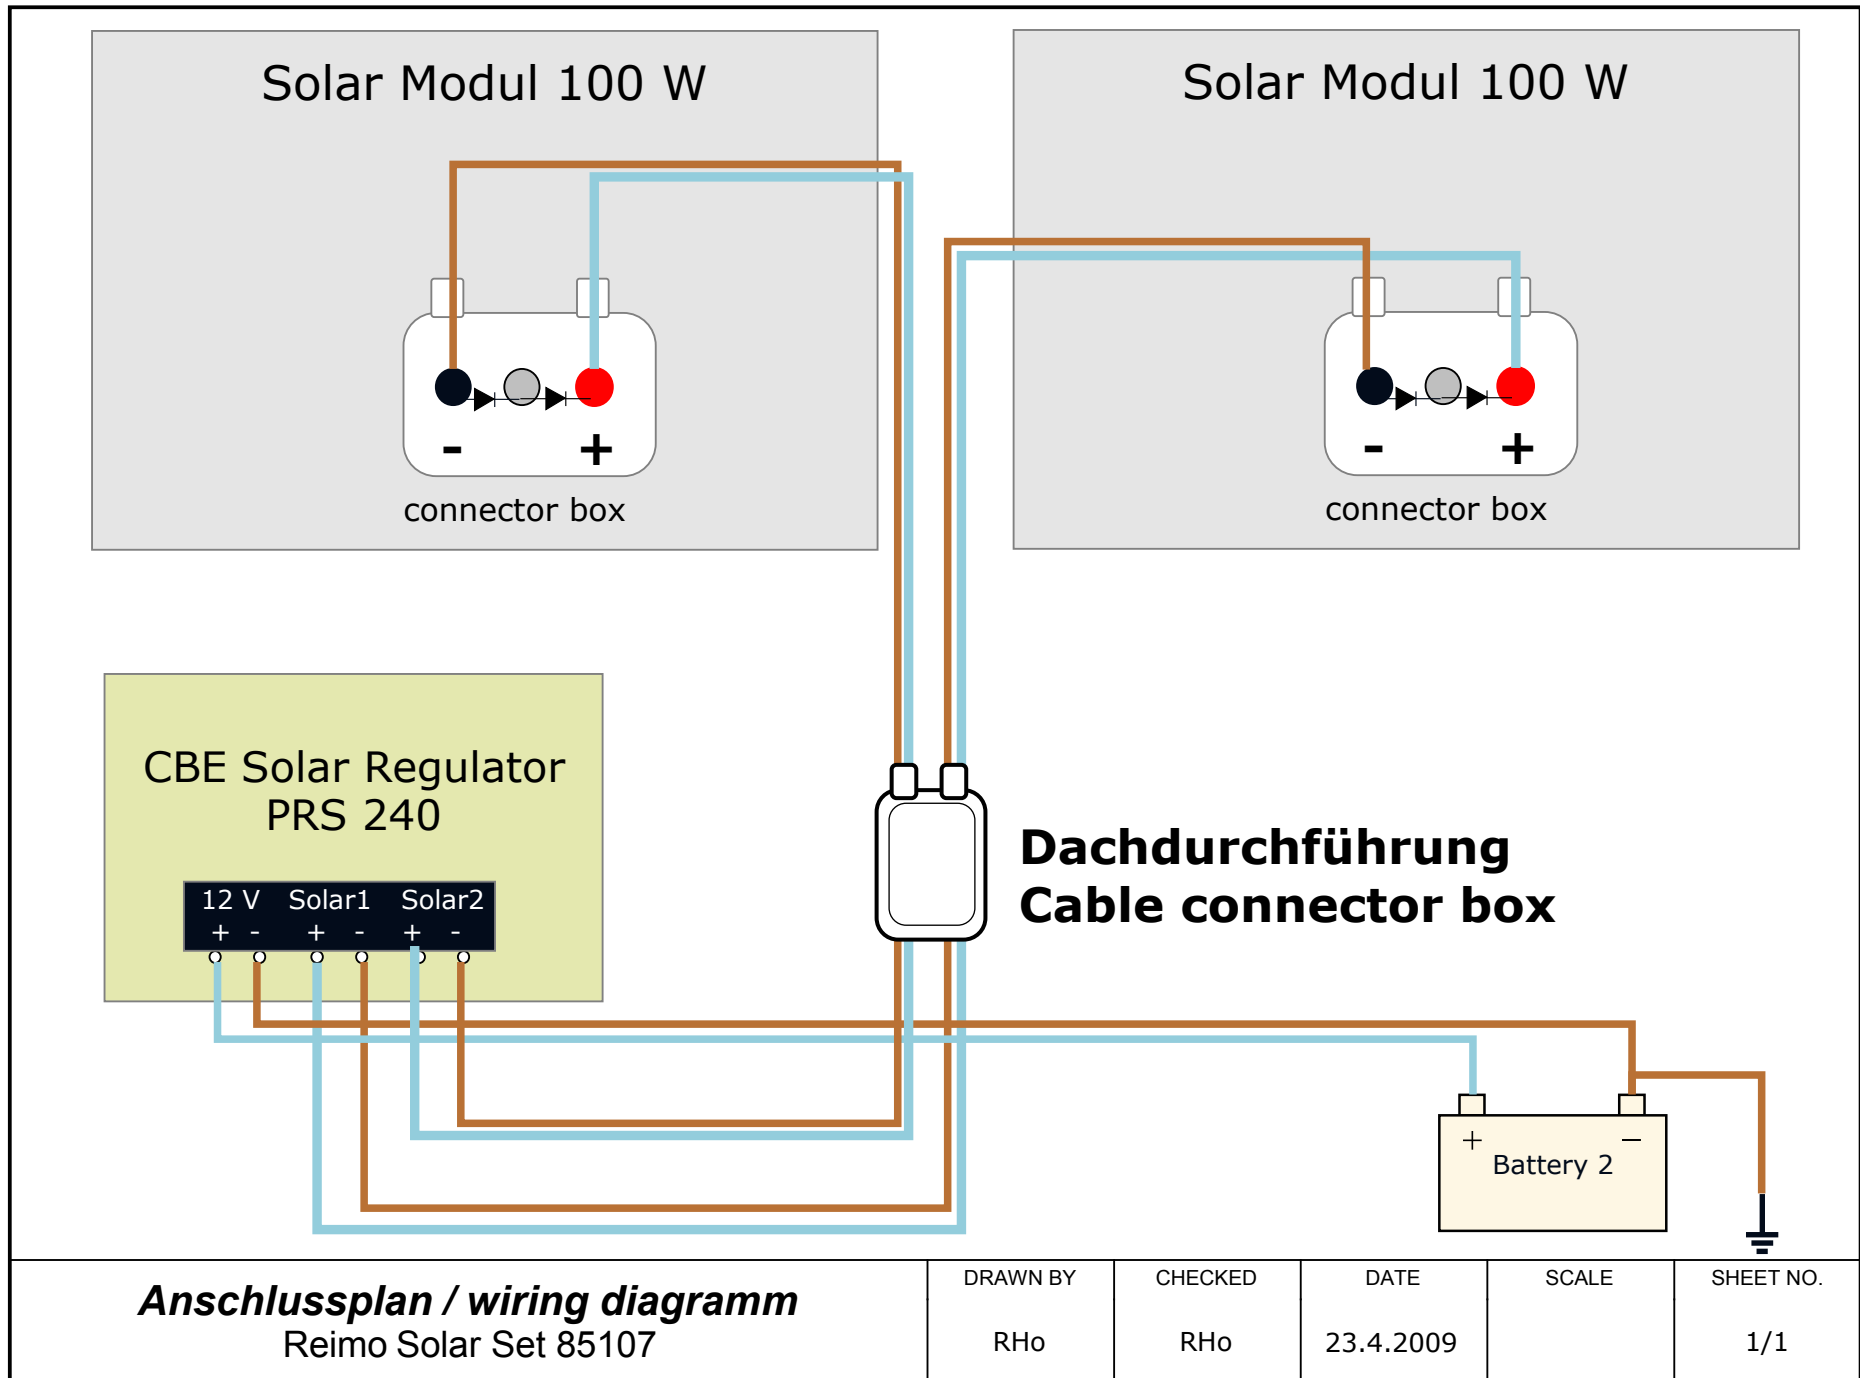 Solar Modul 100 W
- +
connector box
Solar Modul 100 W
- +
connector box
CBE Solar Regulator
PRS 240
12 V Solar1 Solar2
+ - + - + -
Dachdurchführung
Cable connector box
+ −
Battery 2
Anschlussplan / wiring diagramm
Reimo Solar Set 85107
DRAWN BY
RHo
CHECKED
RHo
DATE
23.4.2009
SCALE
SHEET NO.
1/1